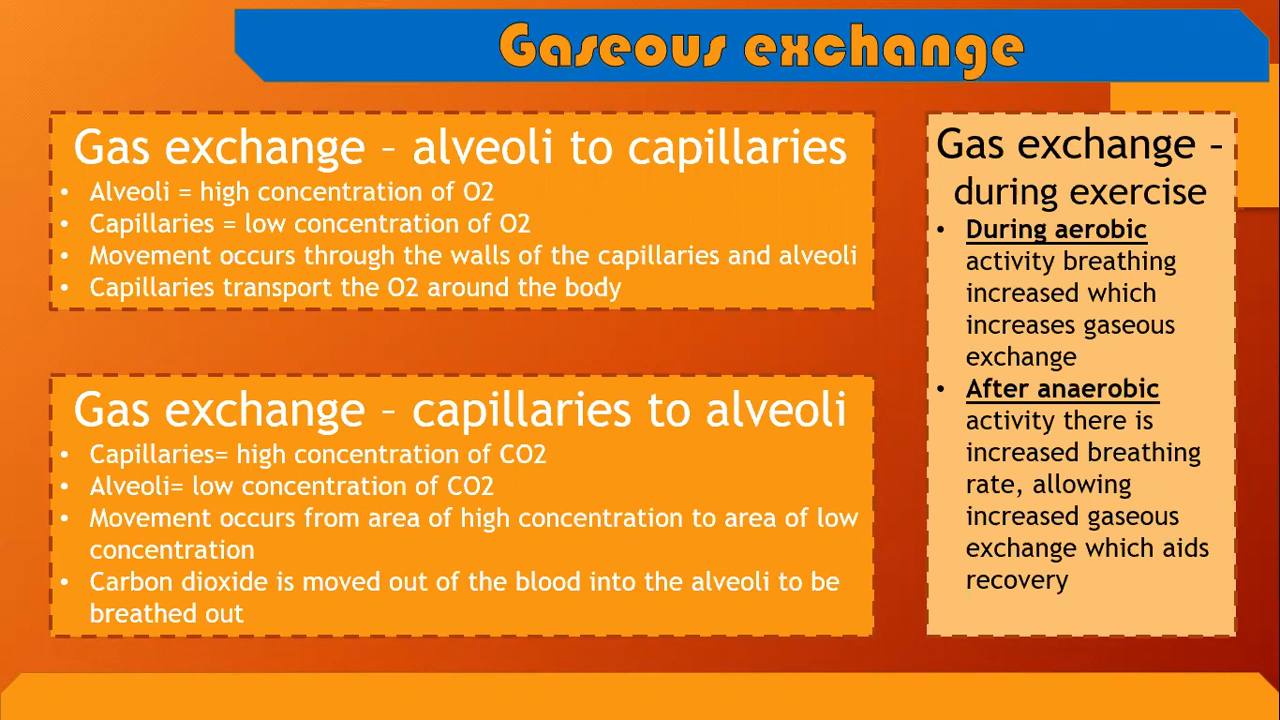 Gaseous exchange
Gas exchange – alveoli to capillaries
• Alveoli = high concentration of O2
• Capillaries = low concentration of O2
• Movement occurs through the walls of the capillaries and alveoli
• Capillaries transport the O2 around the body
Gas exchange – capillaries to alveoli
• Capillaries= high concentration of CO2
• Alveoli= low concentration of CO2
• Movement occurs from area of high concentration to area of low
concentration
• Carbon dioxide is moved out of the blood into the alveoli to be
breathed out
Gas exchange –
during exercise
• During aerobic
activity breathing
increased which
increases gaseous
exchange
• After anaerobic
activity there is
increased breathing
rate, allowing
increased gaseous
exchange which aids
recovery